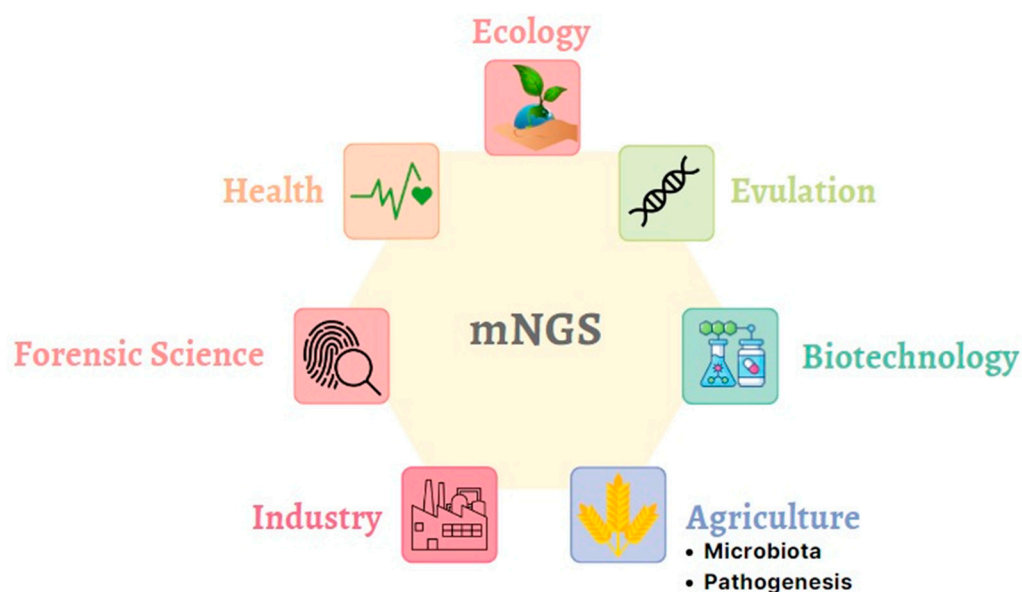 Ecology
Health
Evulation
mNGS
Forensic Science
Biotechnology
Industry
Agriculture
• Microbiota
• Pathogenesis